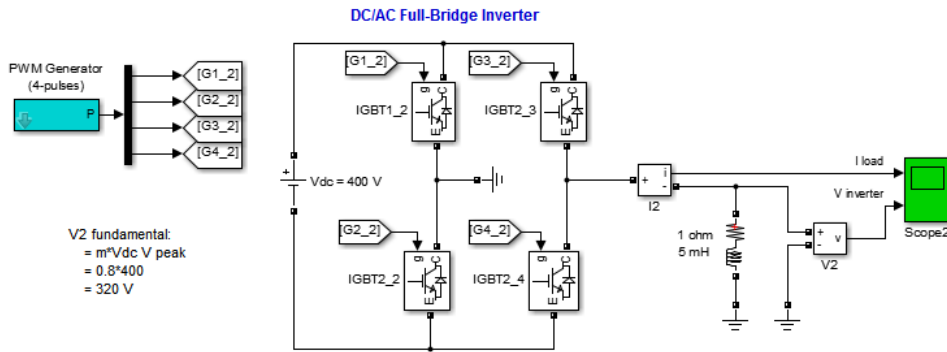 DC/AC Full-Bridge Inverter
PWM Generator
(4-pulses)
P
[G1_2]
[G2_2]
[G3_2]
[G4_2]
[G1_2]
g
C
E
IGBT1_2
[G3_2]
g
C
E
IGBT2_3
+
Vdc = 400 V
[G2_2]
g
C
E
IGBT2_2
[G4_2]
g
C
E
IGBT2_4
+
i
-
I2
I load
V inverter
Scope2
1 ohm
5 mH
+
-
v
V2
V2 fundamental:
= m*Vdc V peak
= 0.8*400
= 320 V